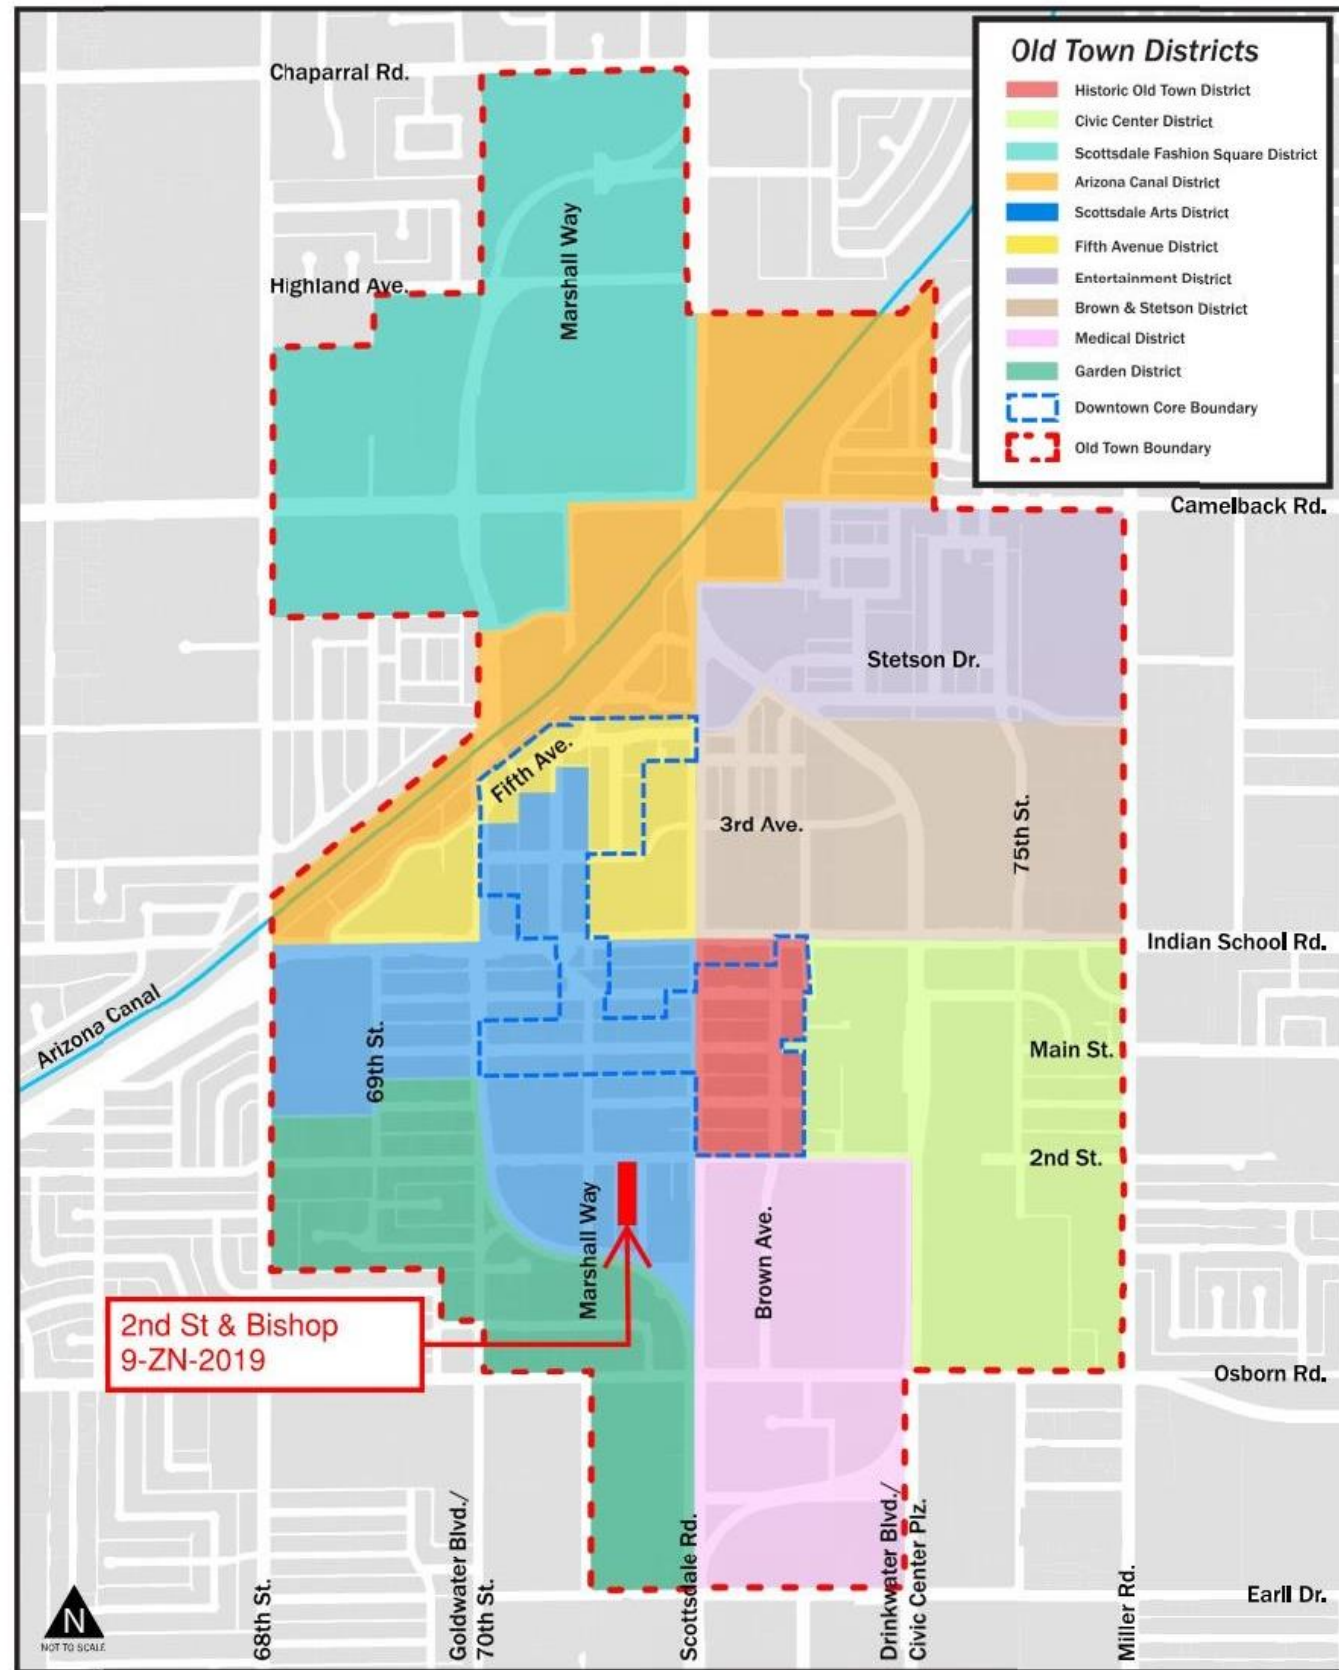 Old Town Districts
Historic Old Town District
Civic Center District
Scottsdale Fashion Square District
Arizona Canal District
Scottsdale Arts District
Fifth Avenue District
Entertainment District
Brown & Stetson District
Medical District
Garden District
Downtown Core Boundary
Old Town Boundary
Chaparral Rd.
Marshall Way
Highland Ave.
Camelback Rd.
Stetson Dr.
Fifth Ave.
3rd Ave.
75th St.
Indian School Rd.
Arizona Canal
69th St.
Main St.
2nd St.
Marshall Way
Brown Ave.
2nd St & Bishop
9-ZN-2019
Osborn Rd.
68th St.
Goldwater Blvd./
70th St.
Scottsdale Rd.
Drinkwater Blvd./
Civic Center Plz.
Miller Rd.
Earll Dr.
N
NOT TO SCALE